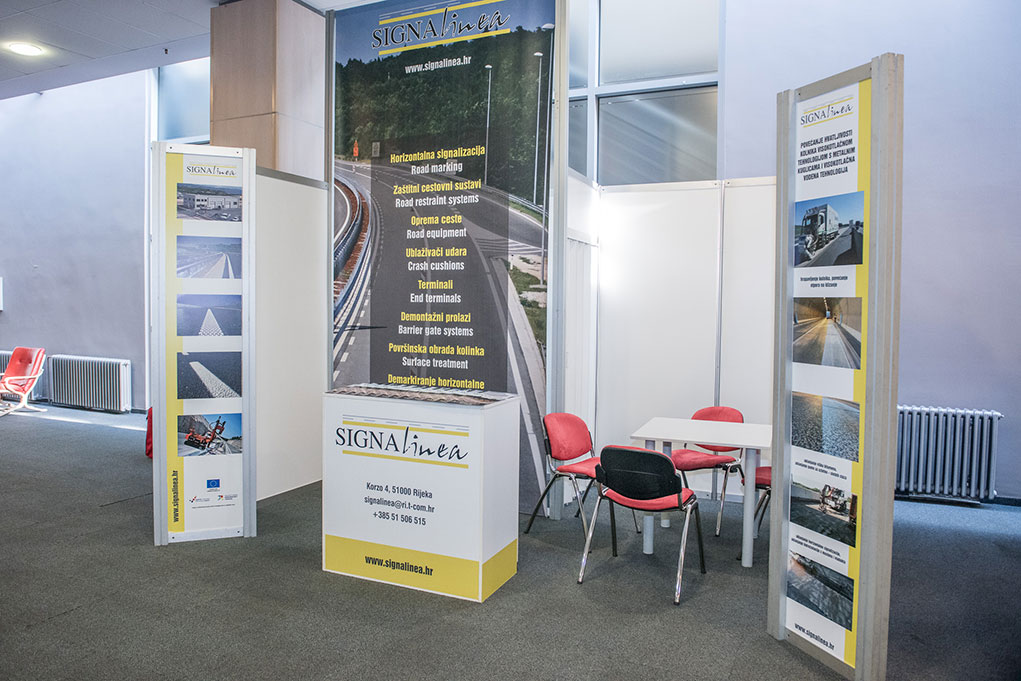 SIGNAlinea
www.signalinea.hr
SIGNAlinea
www.signalinea.hr
Horizontalna signalizacija
Road marking
Zaštitni cestovni sustavi
Road restraint systems
Oprema ceste
Road equipment
Ublaživači udara
Crash cushions
Terminali
End terminals
Demontažni prolazi
Barrier gate systems
Površinska obrada kolinka
Surface treatment
Demarkiranje horizontalne
SIGNAlinea
Korzo 4, 51000 Rijeka
signalinea@ri.t-com.hr
+385 51 506 515
www.signalinea.hr
SIGNAlinea
POVEĆANJE HVATLJIVOSTI
KOLNIKA VISOKOTLAČNOM
TEHNOLOGIJOM S METALNIM
KUGLICAMA I VISOKOTLAČNA
VODENA TEHNOLOGIJA
www.signalinea.hr